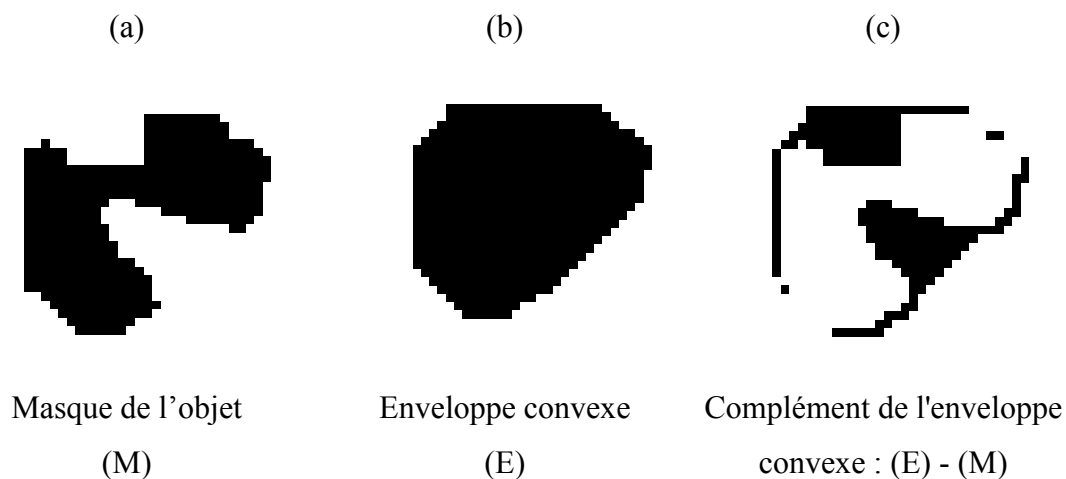 (a)
(b)
(c)
Masque de l’objet
(M)
Enveloppe convexe
(E)
Complément de l'enveloppe
convexe : (E) - (M)